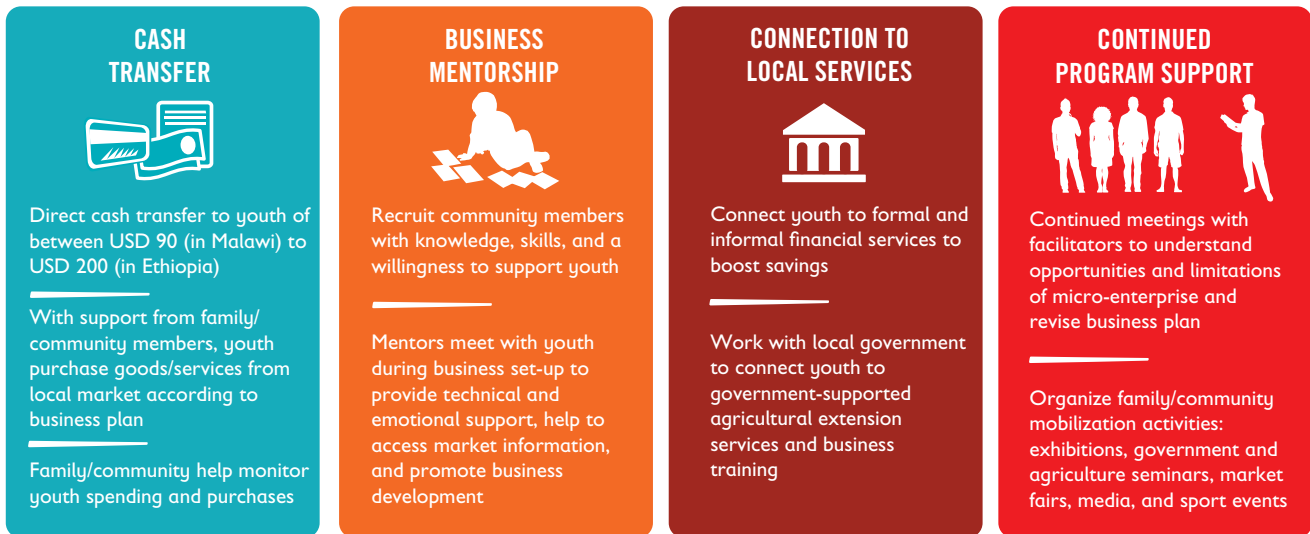 CASH
TRANSFER
Direct cash transfer to youth of
between USD 90 (in Malawi) to
USD 200 (in Ethiopia)
With support from family/
community members, youth
purchase goods/services from
local market according to
business plan
Family/community help monitor
youth spending and purchases
BUSINESS
MENTORSHIP
Recruit community members
with knowledge, skills, and a
willingness to support youth
Mentors meet with youth
during business set-up to
provide technical and
emotional support, help to
access market information,
and promote business
development
CONNECTION TO
LOCAL SERVICES
Connect youth to formal and
informal financial services to
boost savings
Work with local government
to connect youth to
government-supported
agricultural extension
services and business
training
CONTINUED
PROGRAM SUPPORT
Continued meetings with
facilitators to understand
opportunities and limitations
of micro-enterprise and
revise business plan
Organize family/community
mobilization activities:
exhibitions, government and
agriculture seminars, market
fairs, media, and sport events